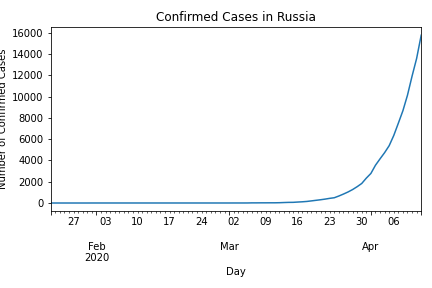 Confirmed Cases in Russia
Number of Confirmed Cases
16000
14000
12000
10000
8000
6000
4000
2000
0
27 03 10 17 24 02 09 16 23 30 06
Feb Mar Apr
2020
Day